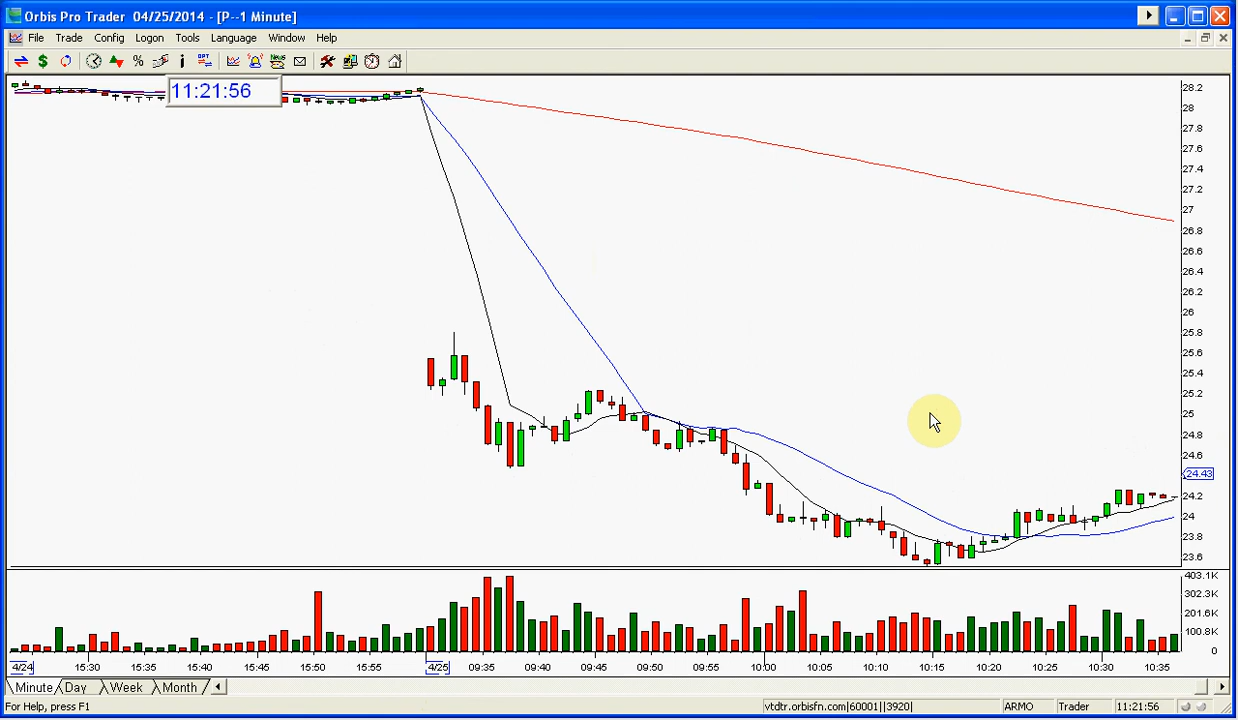 Orbis Pro Trader 04/25/2014 - [P--1 Minute]
File Trade Config Logon Tools Language Window Help
11:21:56
28.2
28
27.8
27.6
27.4
27.2
27
26.8
26.6
26.4
26.2
26
25.8
25.6
25.4
25.2
25
24.8
24.6
24.43
24.2
24
23.8
23.6
403.1K
302.3K
201.6K
100.8K
0
4/24 15:30 15:35 15:40 15:45 15:50 15:55 4/25 09:35 09:40 09:45 09:50 09:55 10:00 10:05 10:10 10:15 10:20 10:25 10:30 10:35
Minute Day Week Month
For Help, press F1 vtdtr.orbisfn.com|60001||3920| ARMO Trader 11:21:56